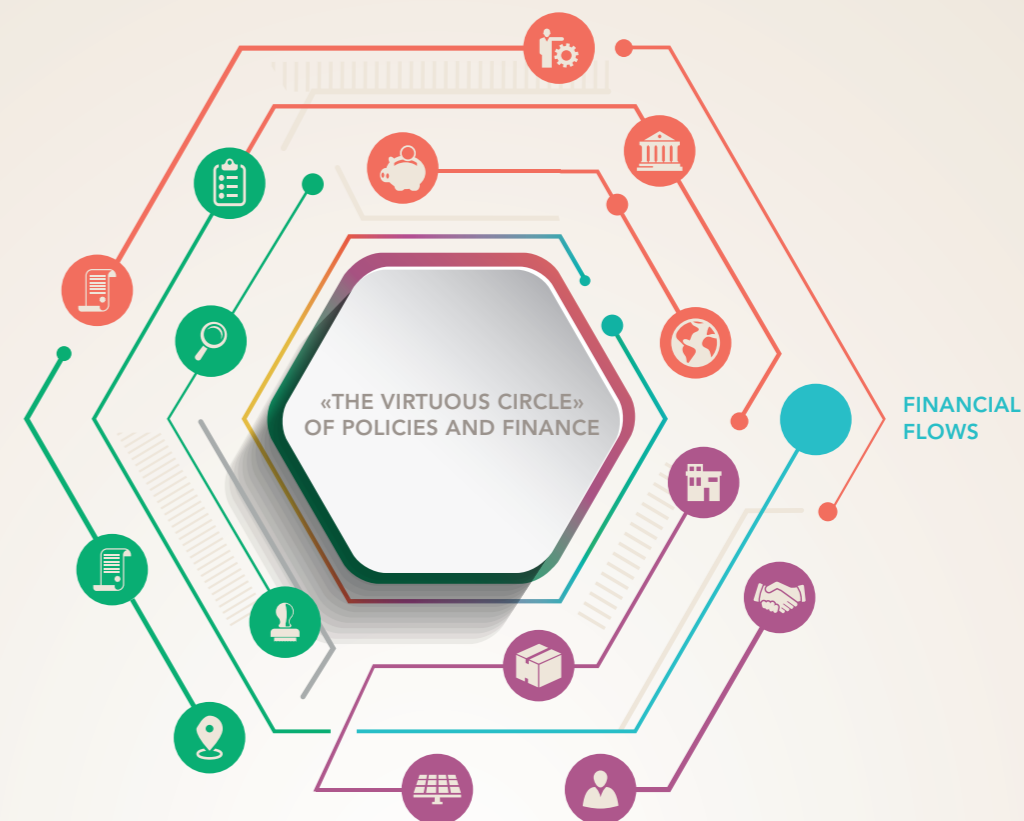 «THE VIRTUOUS CIRCLE»
OF POLICIES AND FINANCE
FINANCIAL
FLOWS